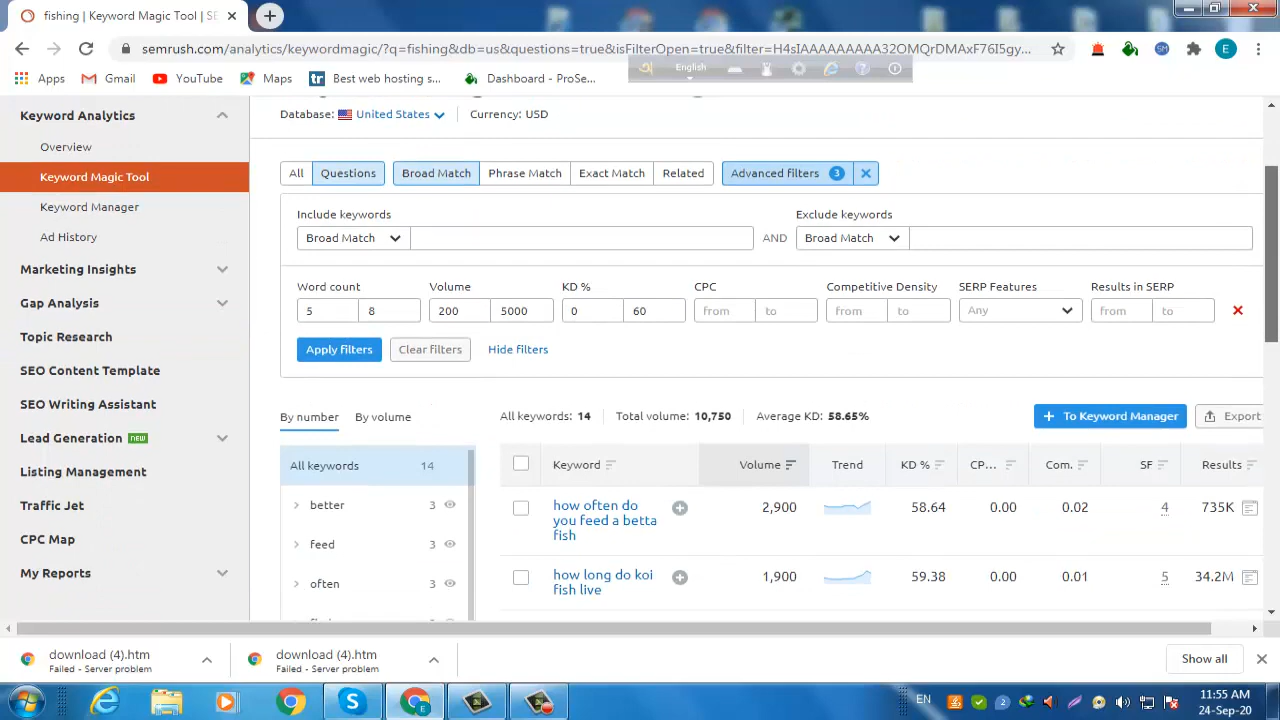 fishing | Keyword Magic Tool | SE
semrush.com/analytics/keywordmagic/?q=fishing&db=us&questions=true&isFilterOpen=true&filter=H4sIAAAAAAAA32OMQrDMAxF76I5gy...
SM
E
Apps
Gmail
YouTube
Maps
tr
Best web hosting s...
Dashboard - ProSe...
English
Keyword Analytics
Overview
Keyword Magic Tool
Keyword Manager
Ad History
Marketing Insights
Gap Analysis
Topic Research
SEO Content Template
SEO Writing Assistant
Lead Generation NEW
Listing Management
Traffic Jet
CPC Map
My Reports
Database: United States
Currency: USD
All
Questions
Broad Match
Phrase Match
Exact Match
Related
Advanced filters 3
Include keywords
Exclude keywords
Broad Match
AND
Broad Match
Word count
Volume
KD %
CPC
Competitive Density
SERP Features
Results in SERP
5
8
200
5000
0
60
from
to
from
to
Any
from
to
Apply filters
Clear filters
Hide filters
By number
By volume
All keywords: 14
Total volume: 10,750
Average KD: 58.65%
+ To Keyword Manager
Export
All keywords 14
better 3
feed 3
often 3
Keyword
Volume
Trend
KD %
CP...
Com.
SF
Results
how often do
you feed a betta
fish
2,900
58.64
0.00
0.02
4
735K
how long do koi
fish live
1,900
59.38
0.00
0.01
5
34.2M
download (4).htm
Failed - Server problem
download (4).htm
Failed - Server problem
Show all
EN
11:55 AM
24-Sep-20